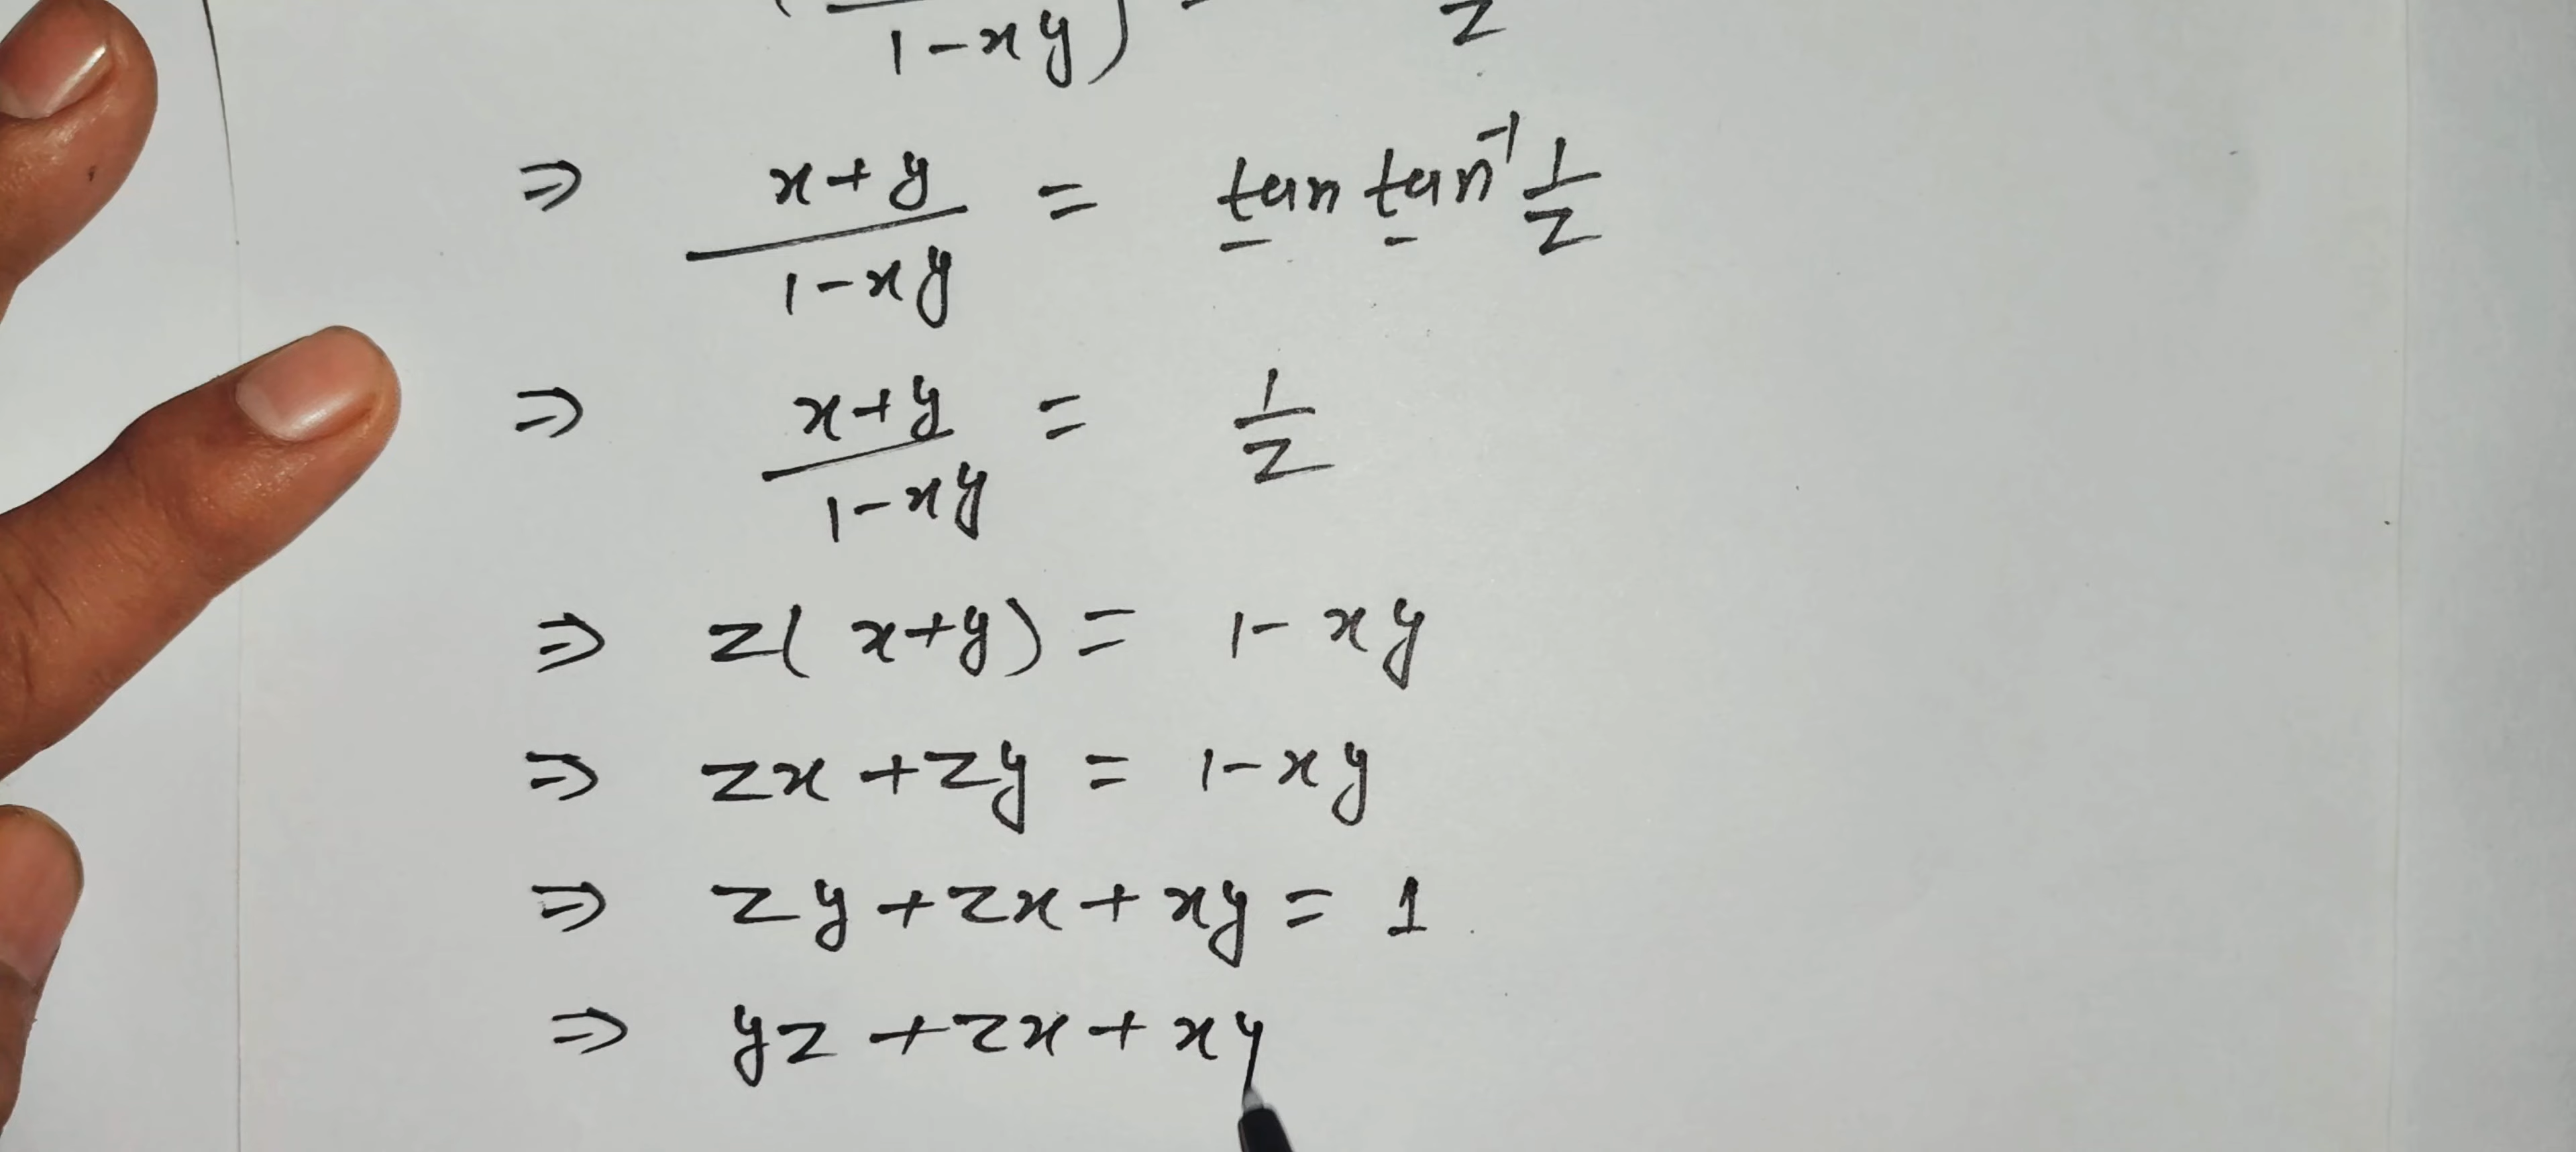 1-xy) z
⇒ x+y/1-xy = tan tan⁻¹ 1/z
⇒ x+y/1-xy = 1/z
⇒ z(x+y) = 1-xy
⇒ zx+zy = 1-xy
⇒ zy+zx+xy = 1
⇒ yz+zx+xy